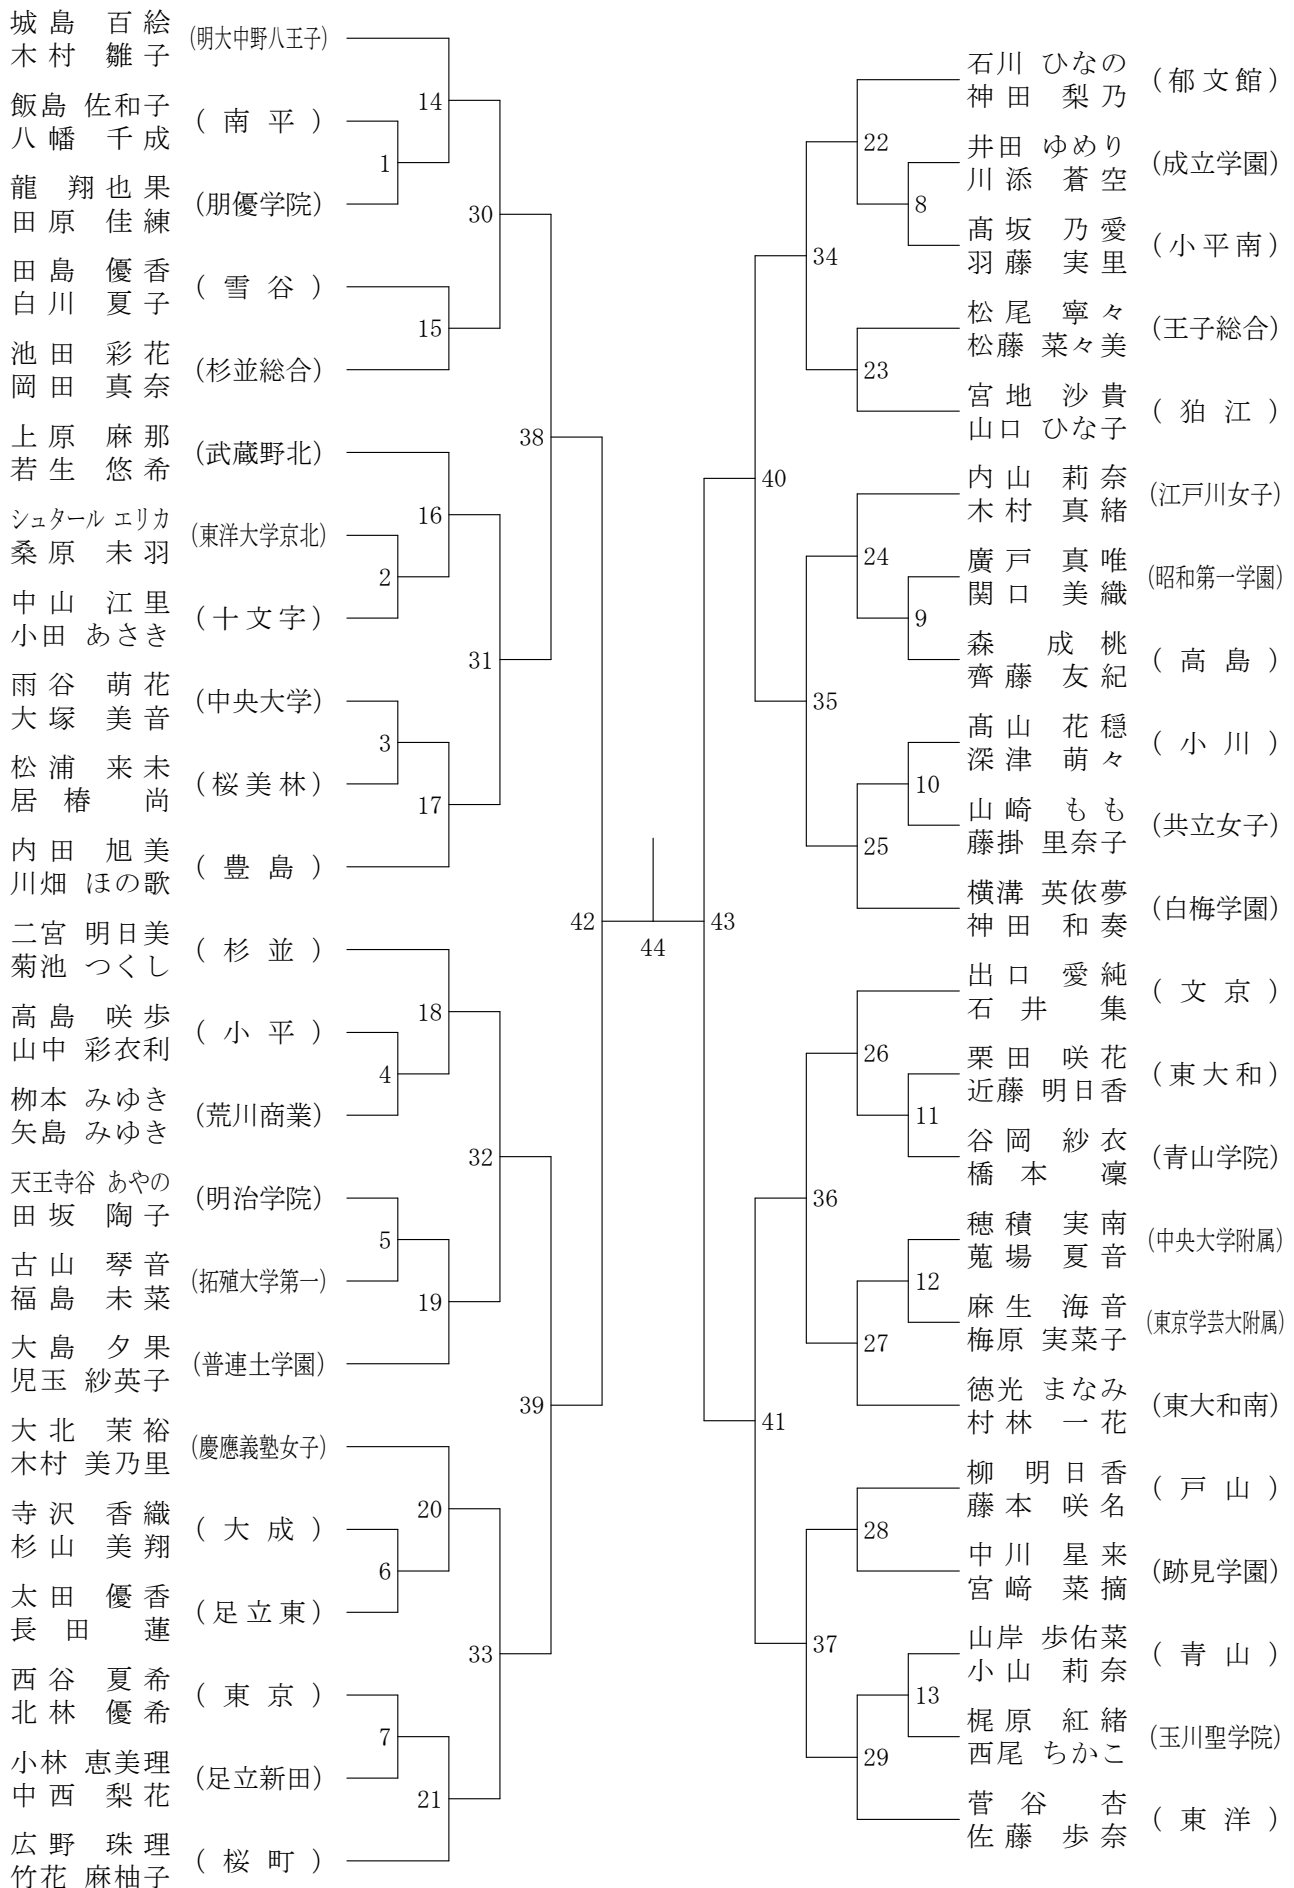 城島 百絵
木村 雛子 (明大中野八王子)
飯島 佐和子
八幡 千成 (南平)
龍 翔也果
田原 佳練 (朋優学院)
田島 優香
白川 夏子 (雪谷)
池田 彩花
岡田 真奈 (杉並総合)
上原 麻那
若生 悠希 (武蔵野北)
シュタール エリカ
桑原 未羽 (東洋大学京北)
中山 江里
小田 あさき (十文字)
雨谷 萌花
大塚 美音 (中央大学)
松浦 来未
居椿 尚 (桜美林)
内田 旭美
川畑 ほの歌 (豊島)
二宮 明日美
菊池 つくし (杉並)
高島 咲歩
山中 彩衣利 (小平)
栁本 みゆき
矢島 みゆき (荒川商業)
天王寺谷 あやの
田坂 陶子 (明治学院)
古山 琴音
福島 未菜 (拓殖大学第一)
大島 夕果
児玉 紗英子 (普連土学園)
大北 茉裕
木村 美乃里 (慶應義塾女子)
寺沢 香織
杉山 美翔 (大成)
太田 優香
長田 蓮 (足立東)
西谷 夏希
北林 優希 (東京)
小林 恵美理
中西 梨花 (足立新田)
広野 珠理
竹花 麻柚子 (桜町)
1
2
3
4
5
6
7
14
15
16
17
18
19
20
21
30
31
32
33
38
39
42
44
43
40
41
34
35
36
37
22
23
24
25
26
27
28
29
8
9
10
11
12
13
石川 ひなの
神田 梨乃 (郁文館)
井田 ゆめり
川添 蒼空 (成立学園)
髙坂 乃愛
羽藤 実里 (小平南)
松尾 寧々
松藤 菜々美 (王子総合)
宮地 沙貴
山口 ひな子 (狛江)
内山 莉奈
木村 真緒 (江戸川女子)
廣戸 真唯
関口 美織 (昭和第一学園)
森 成桃
齊藤 友紀 (高島)
髙山 花穏
深津 萌々 (小川)
山崎 もも
藤掛 里奈子 (共立女子)
横溝 英依夢
神田 和奏 (白梅学園)
出口 愛純
石井 集 (文京)
栗田 咲花
近藤 明日香 (東大和)
谷岡 紗衣
橋本 凜 (青山学院)
穂積 実南
蒐場 夏音 (中央大学附属)
麻生 海音
梅原 実菜子 (東京学芸大附属)
徳光 まなみ
村林 一花 (東大和南)
柳 明日香
藤本 咲名 (戸山)
中川 星来
宮﨑 菜摘 (跡見学園)
山岸 歩佑菜
小山 莉奈 (青山)
梶原 紅緒
西尾 ちかこ (玉川聖学院)
菅谷 杏
佐藤 歩奈 (東洋)